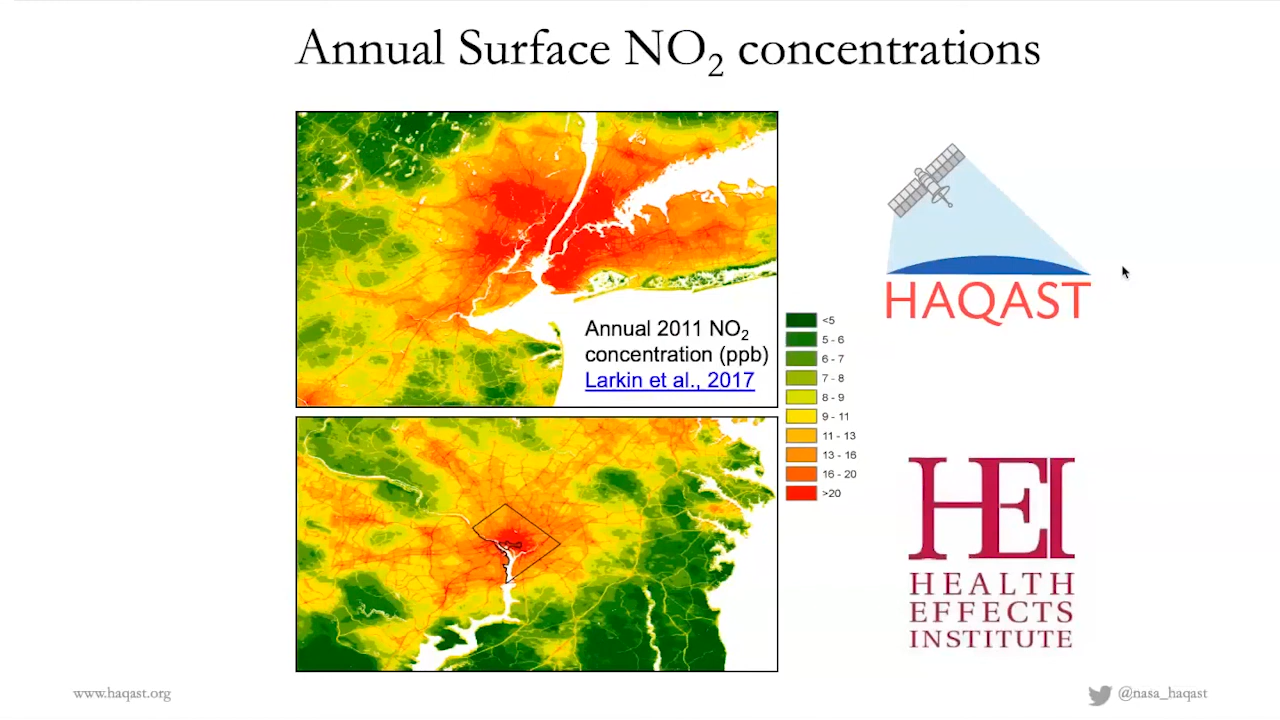 Annual Surface NO₂ concentrations
Annual 2011 NO₂
concentration (ppb)
Larkin et al., 2017
<5
5 - 6
6 - 7
7 - 8
8 - 9
9 - 11
11 - 13
13 - 16
16 - 20
>20
HAQAST
HEI
HEALTH
EFFECTS
INSTITUTE
www.haqast.org
@nasa_haqast